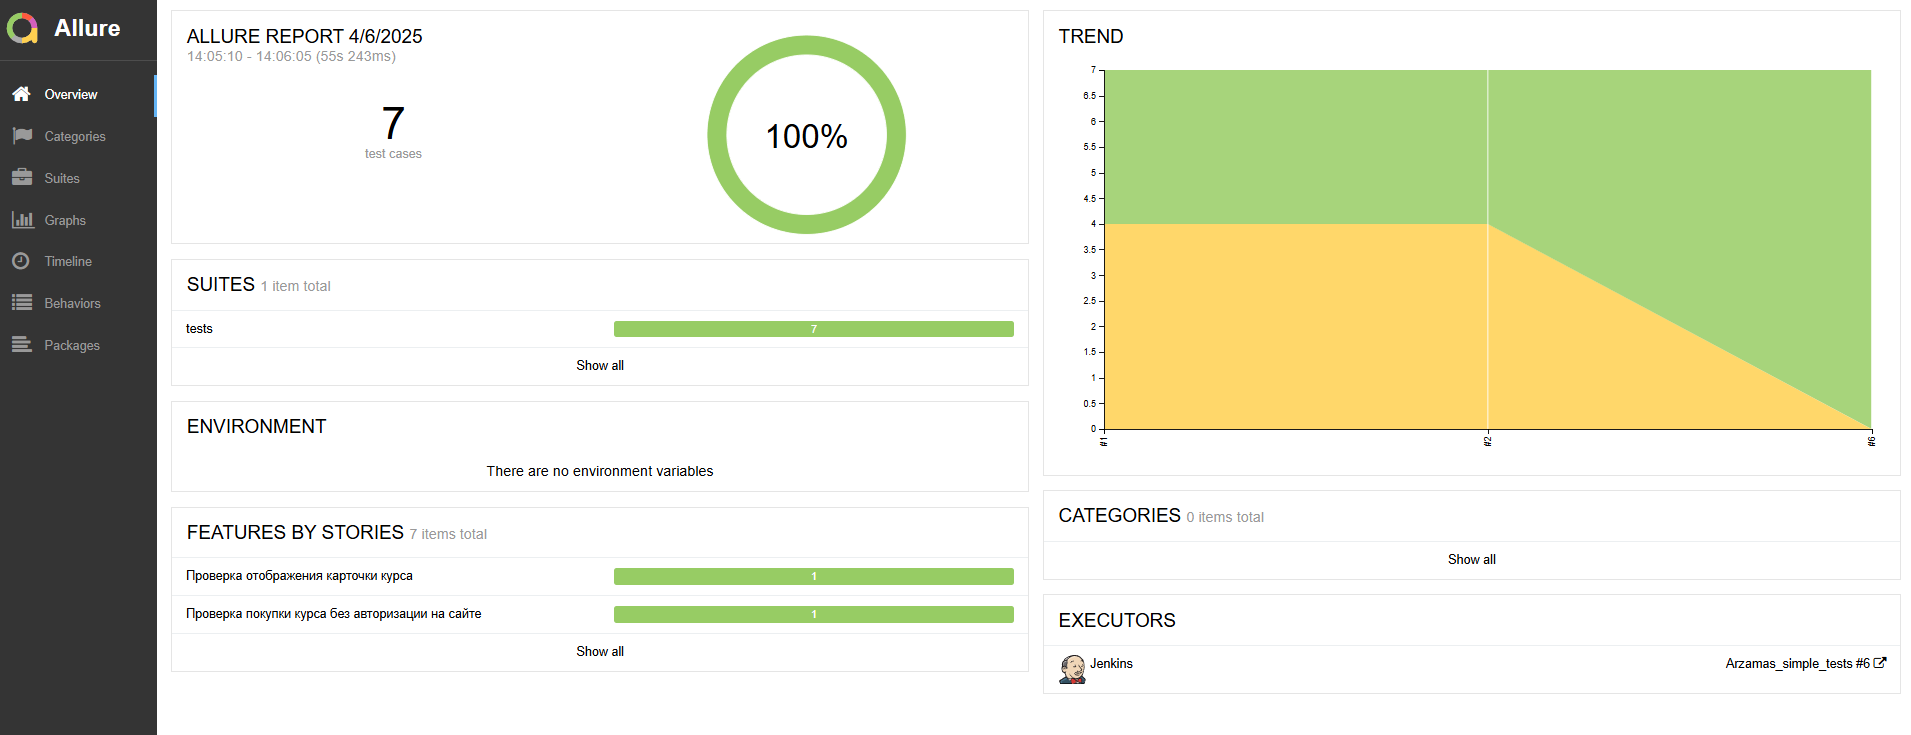 Allure
Overview
Categories
Suites
Graphs
Timeline
Behaviors
Packages
ALLURE REPORT 4/6/2025
14:05:10 - 14:06:05 (55s 243ms)
7
test cases
100%
SUITES 1 item total
tests 7
Show all
ENVIRONMENT
There are no environment variables
FEATURES BY STORIES 7 items total
Проверка отображения карточки курса 1
Проверка покупки курса без авторизации на сайте 1
Show all
TREND
7
6.5
6
5.5
5
4.5
4
3.5
3
2.5
2
1.5
1
0.5
0
#1 #2 #6
CATEGORIES 0 items total
Show all
EXECUTORS
Jenkins Arzamas_simple_tests #6